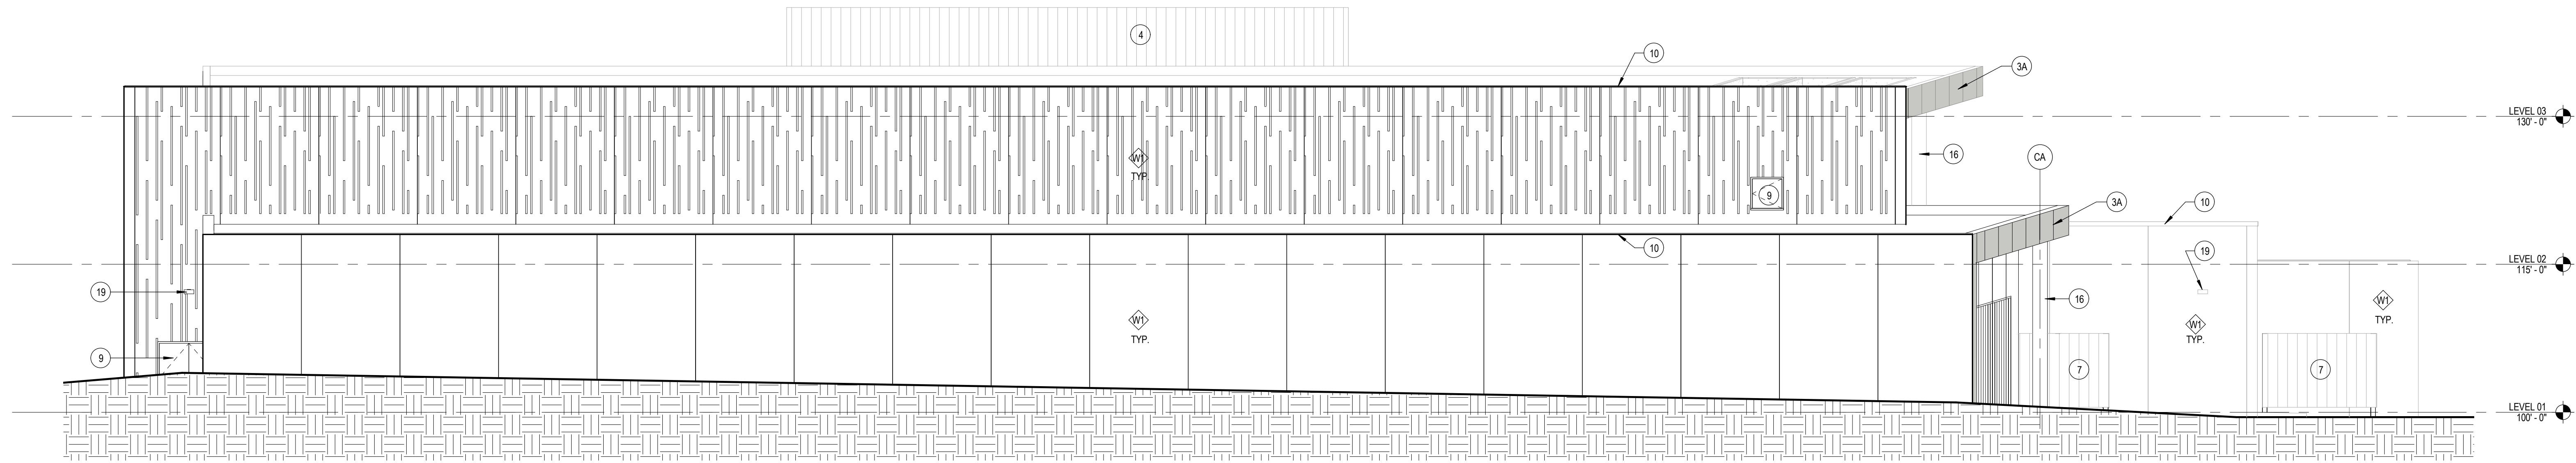 4
10
3A
LEVEL 03
130' - 0"
W1
TYP.
16
CA
9
3A
10
10
19
LEVEL 02
115' - 0"
19
16
W1
TYP.
W1
TYP.
W1
TYP.
9
7
7
LEVEL 01
100' - 0"